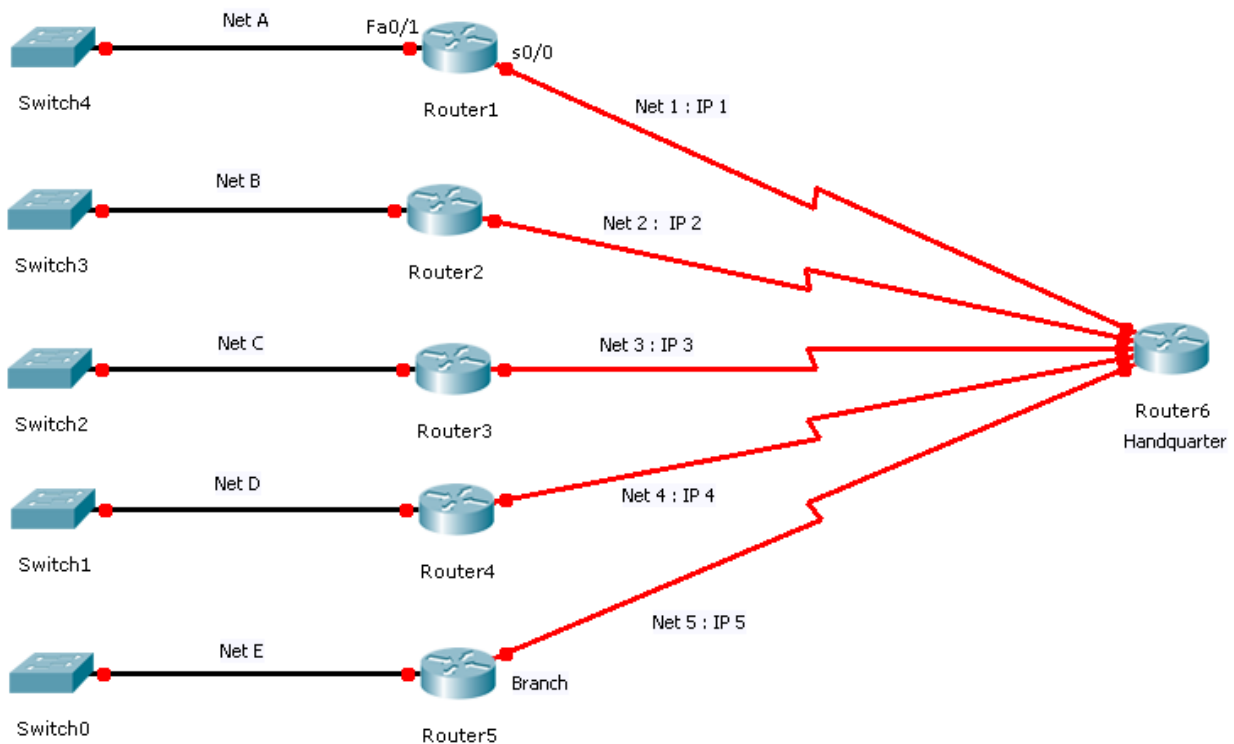 Net A
Fa0/1
s0/0
Switch4
Router1
Net 1 : IP 1
Net B
Net 2 : IP 2
Switch3
Router2
Net C
Net 3 : IP 3
Switch2
Router3
Router6
Handquarter
Net D
Net 4 : IP 4
Switch1
Router4
Net E
Net 5 : IP 5
Branch
Switch0
Router5